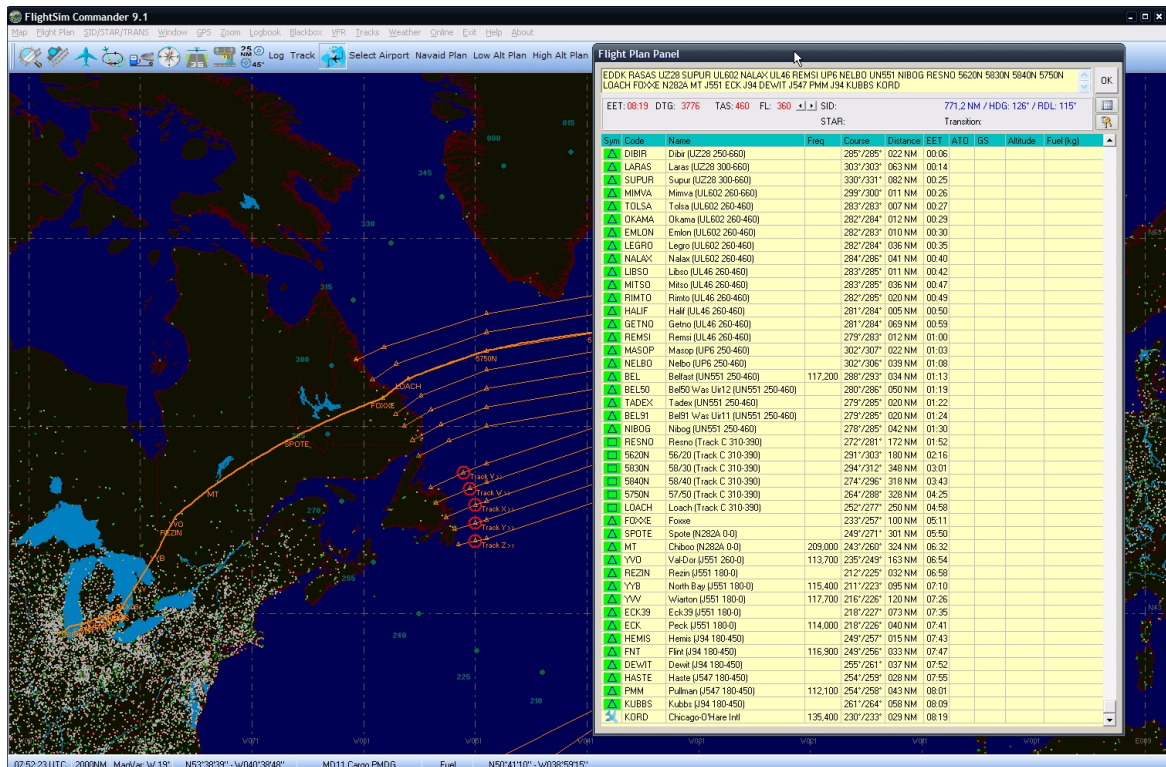 FlightSim Commander 9.1
Map Flight Plan SID/STAR/TRANS Window GPS Zoom Logbook Blackbox VFR Tracks Weather Online Exit Help About
25 NM 45° Log Track Select Airport Navaid Plan Low Alt Plan High Alt Plan
Flight Plan Panel
EDDK RASAS UZ28 SUPUR UL602 NALAX UL46 REMSI UP6 NELBO UN551 NIBOG RESNO 5620N 5830N 5840N 5750N
LOACH FOXXE N282A MT J551 ECK J94 DEWIT J547 PMM J94 KUBBS KORD
OK
EET: 08:19 DTG: 3776 TAS: 460 FL: 360 SID: 771,2 NM / HDG: 126° / RDL: 115°
STAR: Transition:
Sym Code Name Freq Course Distance EET ATO GS Altitude Fuel (kg)
DIBIR Dibir (UZ28 250-660) 285°/285° 022 NM 00:06
LARAS Laras (UZ28 300-660) 303°/303° 063 NM 00:14
SUPUR Supur (UZ28 300-660) 330°/331° 082 NM 00:25
MIMVA Mimva (UL602 260-660) 299°/300° 011 NM 00:26
TOLSA Tolsa (UL602 260-460) 282°/283° 007 NM 00:27
OKAMA Okama (UL602 260-460) 282°/284° 012 NM 00:29
EMLON Emlon (UL602 260-460) 282°/283° 010 NM 00:30
LEGRO Legro (UL602 260-460) 282°/284° 036 NM 00:35
NALAX Nalax (UL602 260-460) 284°/286° 041 NM 00:40
LIBSO Libso (UL46 260-460) 283°/285° 011 NM 00:42
MITSO Mitso (UL46 260-460) 283°/285° 036 NM 00:47
RIMTO Rimto (UL46 260-460) 282°/285° 020 NM 00:49
HALIF Halif (UL46 260-460) 281°/284° 005 NM 00:50
GETNO Getno (UL46 260-460) 281°/284° 069 NM 00:59
REMSI Remsi (UL46 260-460) 279°/283° 012 NM 01:00
MASOP Masop (UP6 250-460) 302°/307° 022 NM 01:03
NELBO Nelbo (UP6 250-460) 302°/306° 039 NM 01:08
BEL Belfast (UN551 250-460) 117,200 288°/293° 034 NM 01:13
BEL50 Bel50 Was Uir12 (UN551 250-460) 280°/286° 050 NM 01:19
TADEX Tadex (UN551 250-460) 279°/285° 020 NM 01:22
BEL91 Bel91 Was Uir11 (UN551 250-460) 279°/285° 020 NM 01:24
NIBOG Nibog (UN551 250-460) 278°/285° 042 NM 01:30
RESNO Resno (Track C 310-390) 272°/281° 172 NM 01:52
5620N 56/20 (Track C 310-390) 291°/303° 180 NM 02:16
5830N 58/30 (Track C 310-390) 294°/312° 348 NM 03:01
5840N 58/40 (Track C 310-390) 274°/296° 318 NM 03:43
5750N 57/50 (Track C 310-390) 264°/288° 328 NM 04:25
LOACH Loach (Track C 310-390) 252°/277° 250 NM 04:58
FOXXE Foxxe 233°/257° 100 NM 05:11
SPOTE Spote (N282A 0-0) 249°/271° 301 NM 05:50
MT Chiboo (N282A 0-0) 209,000 243°/260° 324 NM 06:32
YVO Val-Dor (J551 260-0) 113,700 235°/249° 163 NM 06:54
REZIN Rezin (J551 180-0) 212°/225° 032 NM 06:58
YYB North Bay (J551 180-0) 115,400 211°/223° 095 NM 07:10
YVV Wiarton (J551 180-0) 117,700 216°/226° 120 NM 07:26
ECK39 Eck39 (J551 180-0) 218°/227° 073 NM 07:35
ECK Peck (J551 180-0) 114,000 218°/226° 040 NM 07:41
HEMIS Hemis (J94 180-450) 249°/257° 015 NM 07:43
FNT Flint (J94 180-450) 116,900 249°/256° 033 NM 07:47
DEWIT Dewit (J94 180-450) 255°/261° 037 NM 07:52
HASTE Haste (J547 180-450) 254°/259° 028 NM 07:55
PMM Pullman (J547 180-450) 112,100 254°/258° 043 NM 08:01
KUBBS Kubbs (J94 180-450) 261°/264° 058 NM 08:09
KORD Chicago-O'Hare Intl 135,400 230°/233° 029 NM 08:19
015
000
345
330
N63
315
300
5750N
LOACH
FOXXE
285
SPOTE
Track V>>
Track W>>
MT
270
Track X>>
YVO
Track Y>>
REZIN
Track Z>>
YB
255
N43
240
225
210
W071 W061 W051 W041 W021 W011 W001 E009
07:52:23 UTC 2000NM MagVar: W 19° N53°38'39" - W040°38'48" MD11 Cargo PMDG Fuel N50°41'10" - W038°59'15"